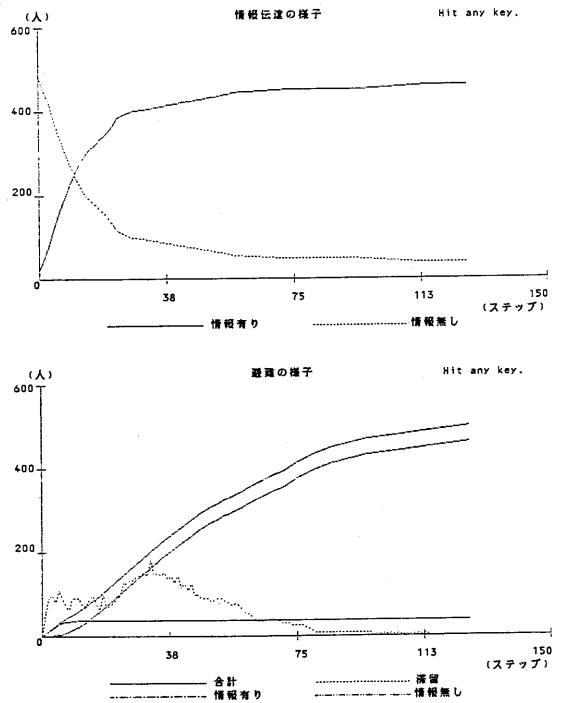 (人) 情報伝達の様子 Hit any key.
600
400
200
0 38 75 113 150
(ステップ)
情報有り 情報無し
(人) 避難の様子 Hit any key.
600
400
200
0 38 75 113 150
(ステップ)
合計 滞留
情報有り 情報無し